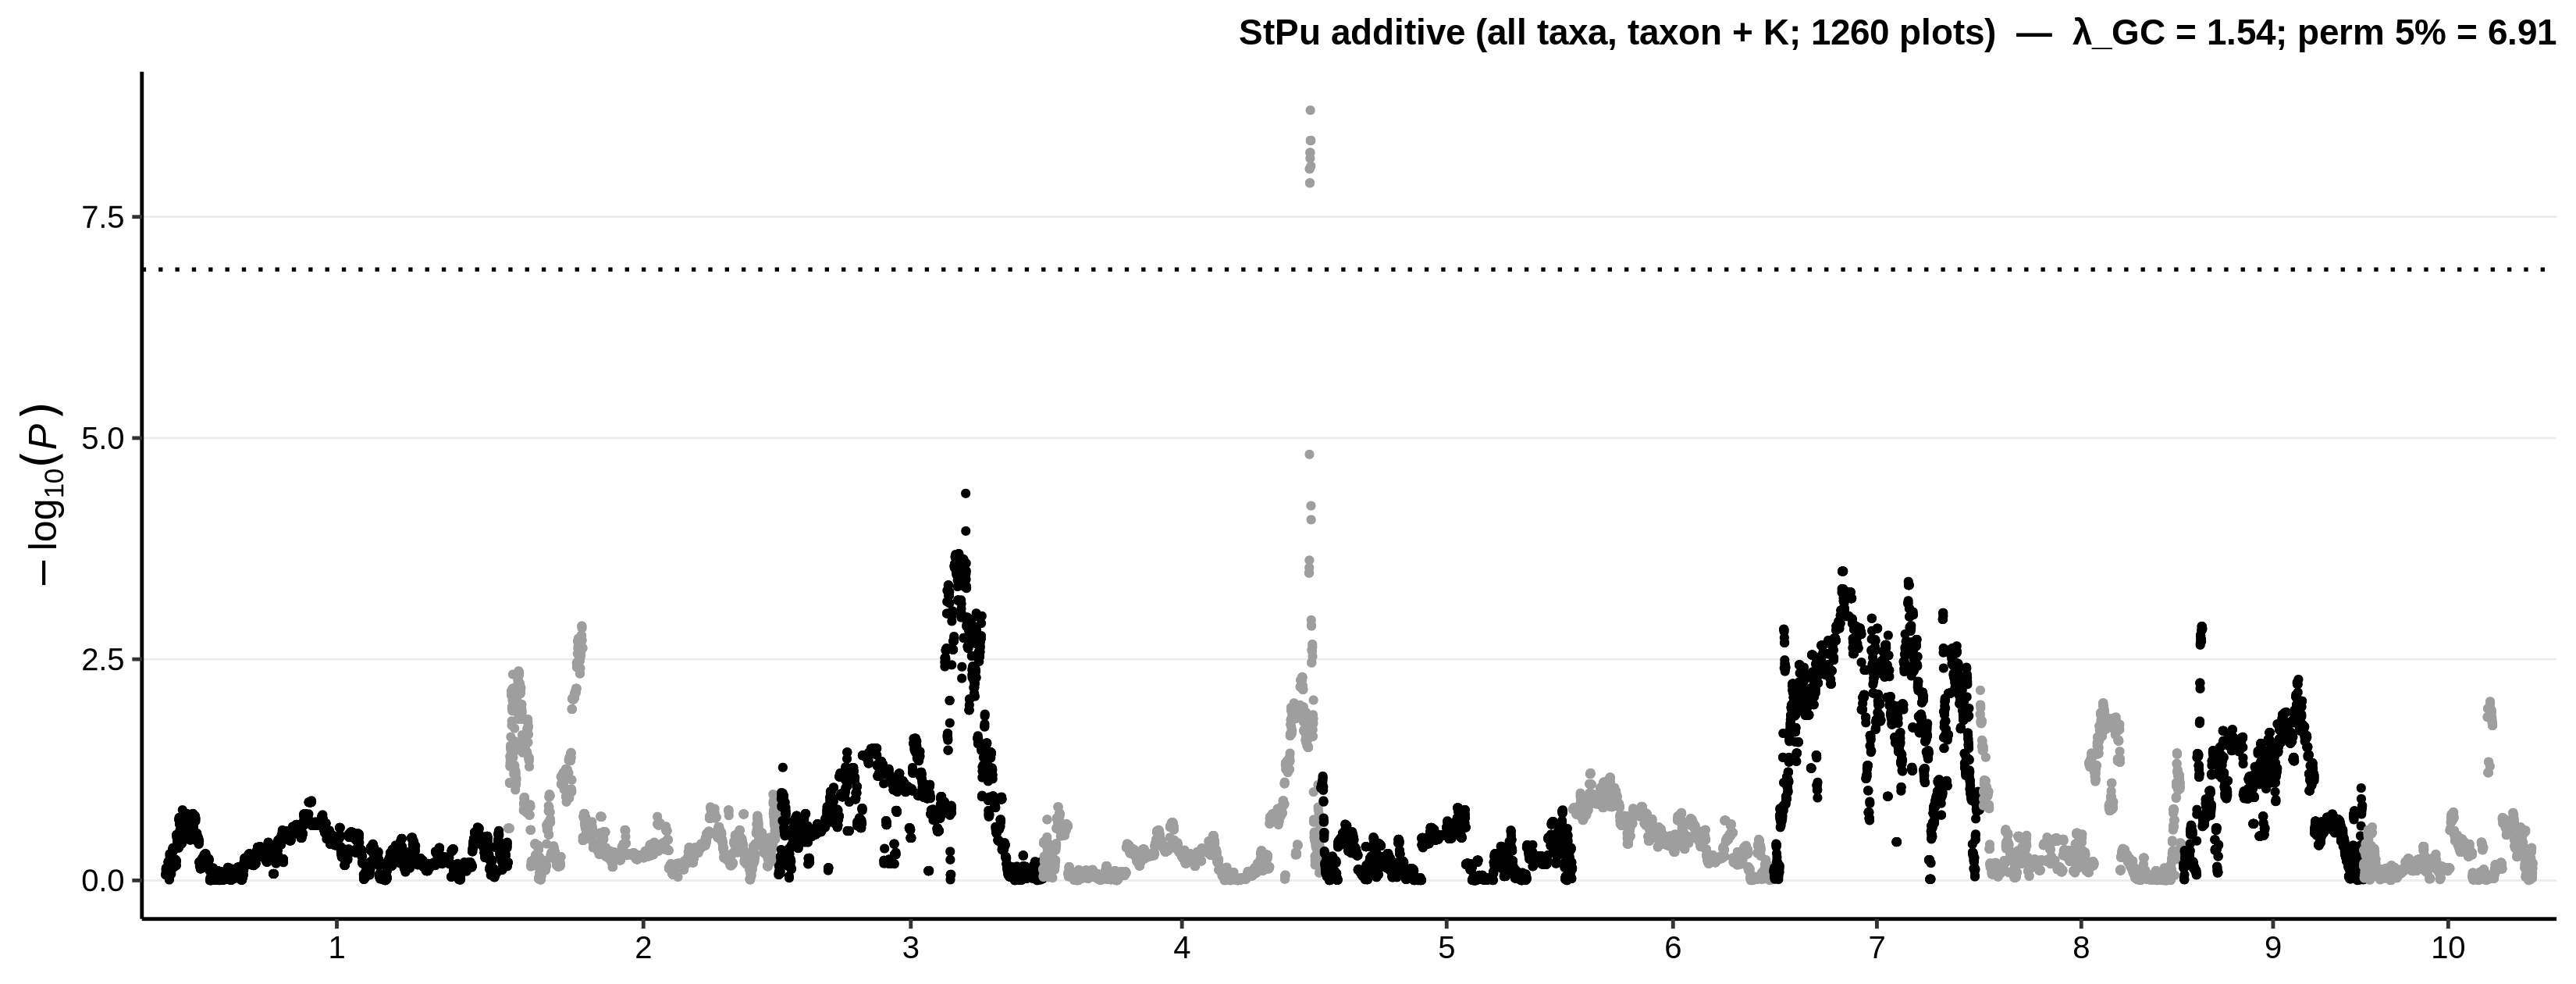 StPu additive (all taxa, taxon + K; 1260 plots) — λ_GC = 1.54; perm 5% = 6.91
− log10(P)
7.5
5.0
2.5
0.0
1 2 3 4 5 6 7 8 9 10